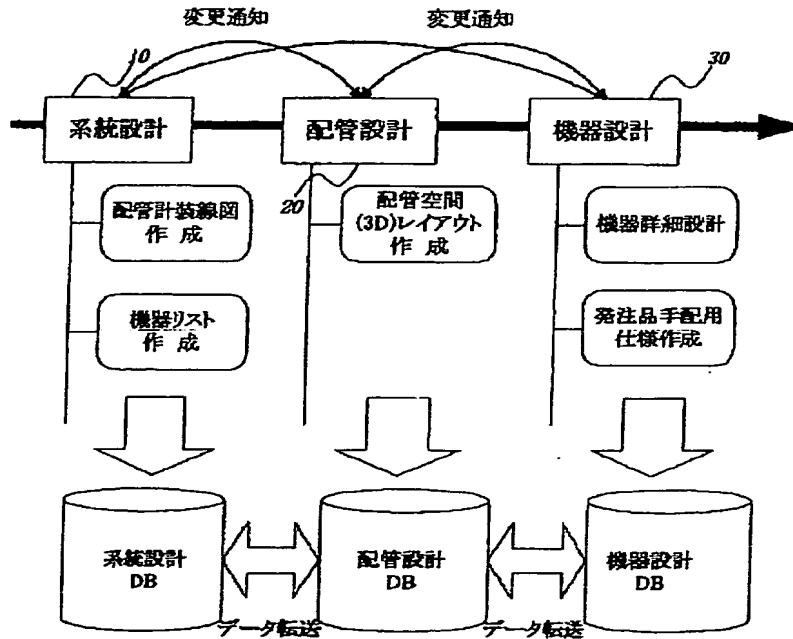 変更通知
変更通知
10
30
系統設計
配管設計
機器設計
20
配管計装線図
作 成
配管空間
(3D)レイアウト
作 成
機器詳細設計
機器リスト
作 成
発注品手配用
仕様作成
系統設計
DB
配管設計
DB
機器設計
DB
データ転送
データ転送